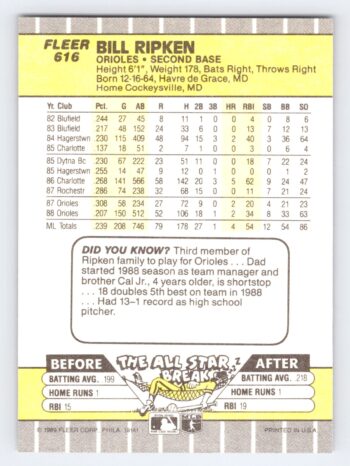 FLEER
616
BILL RIPKEN
ORIOLES • SECOND BASE
Height 6'1", Weight 178, Bats Right, Throws Right
Born 12-16-64, Havre de Grace, MD
Home Cockeysville, MD
Yr. Club Pct. G AB R H 2B 3B HR RBI SB BB SO
82 Bluefield 244 27 45 8 11 1 0 0 4 0 8 6
83 Bluefield 217 48 152 24 33 6 0 0 13 7 12 13
84 Hagerstwn 230 115 409 48 94 15 3 2 40 3 36 64
85 Charlotte 137 18 51 2 7 1 0 0 3 0 6 4
85 Dytna Bc 230 67 222 23 51 11 0 0 18 7 22 24
85 Hagerstwn 255 14 47 9 12 0 1 0 0 0 6 3
86 Charlotte 268 141 566 58 142 20 3 5 62 9 24 47
87 Rochestr 286 74 238 32 68 15 0 0 11 7 21 24
87 Orioles 308 58 234 27 72 9 0 2 20 4 21 23
88 Orioles 207 150 512 52 106 18 1 2 34 8 33 63
ML Totals 239 208 746 79 178 27 1 4 54 12 54 86
DID YOU KNOW? Third member of
Ripken family to play for Orioles . . . Dad
started 1988 season as team manager and
brother Cal Jr., 4 years older, is shortstop
. . . 18 doubles 5th best on team in 1988
. . . Had 13-1 record as high school
pitcher.
BEFORE THE ALL STAR BREAK AFTER
BATTING AVG. 199 BATTING AVG. .218
HOME RUNS 1 HOME RUNS 1
RBI 15 RBI 19
© 1989 FLEER CORP. PHILA. 19141 PRINTED IN U.S.A.